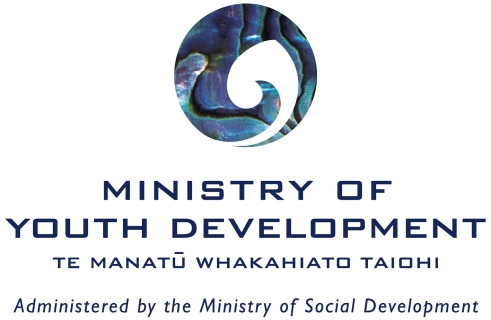 MINISTRY OF
YOUTH DEVELOPMENT
TE MANATŪ WHAKAHIATO TAIOHI
Administered by the Ministry of Social Development